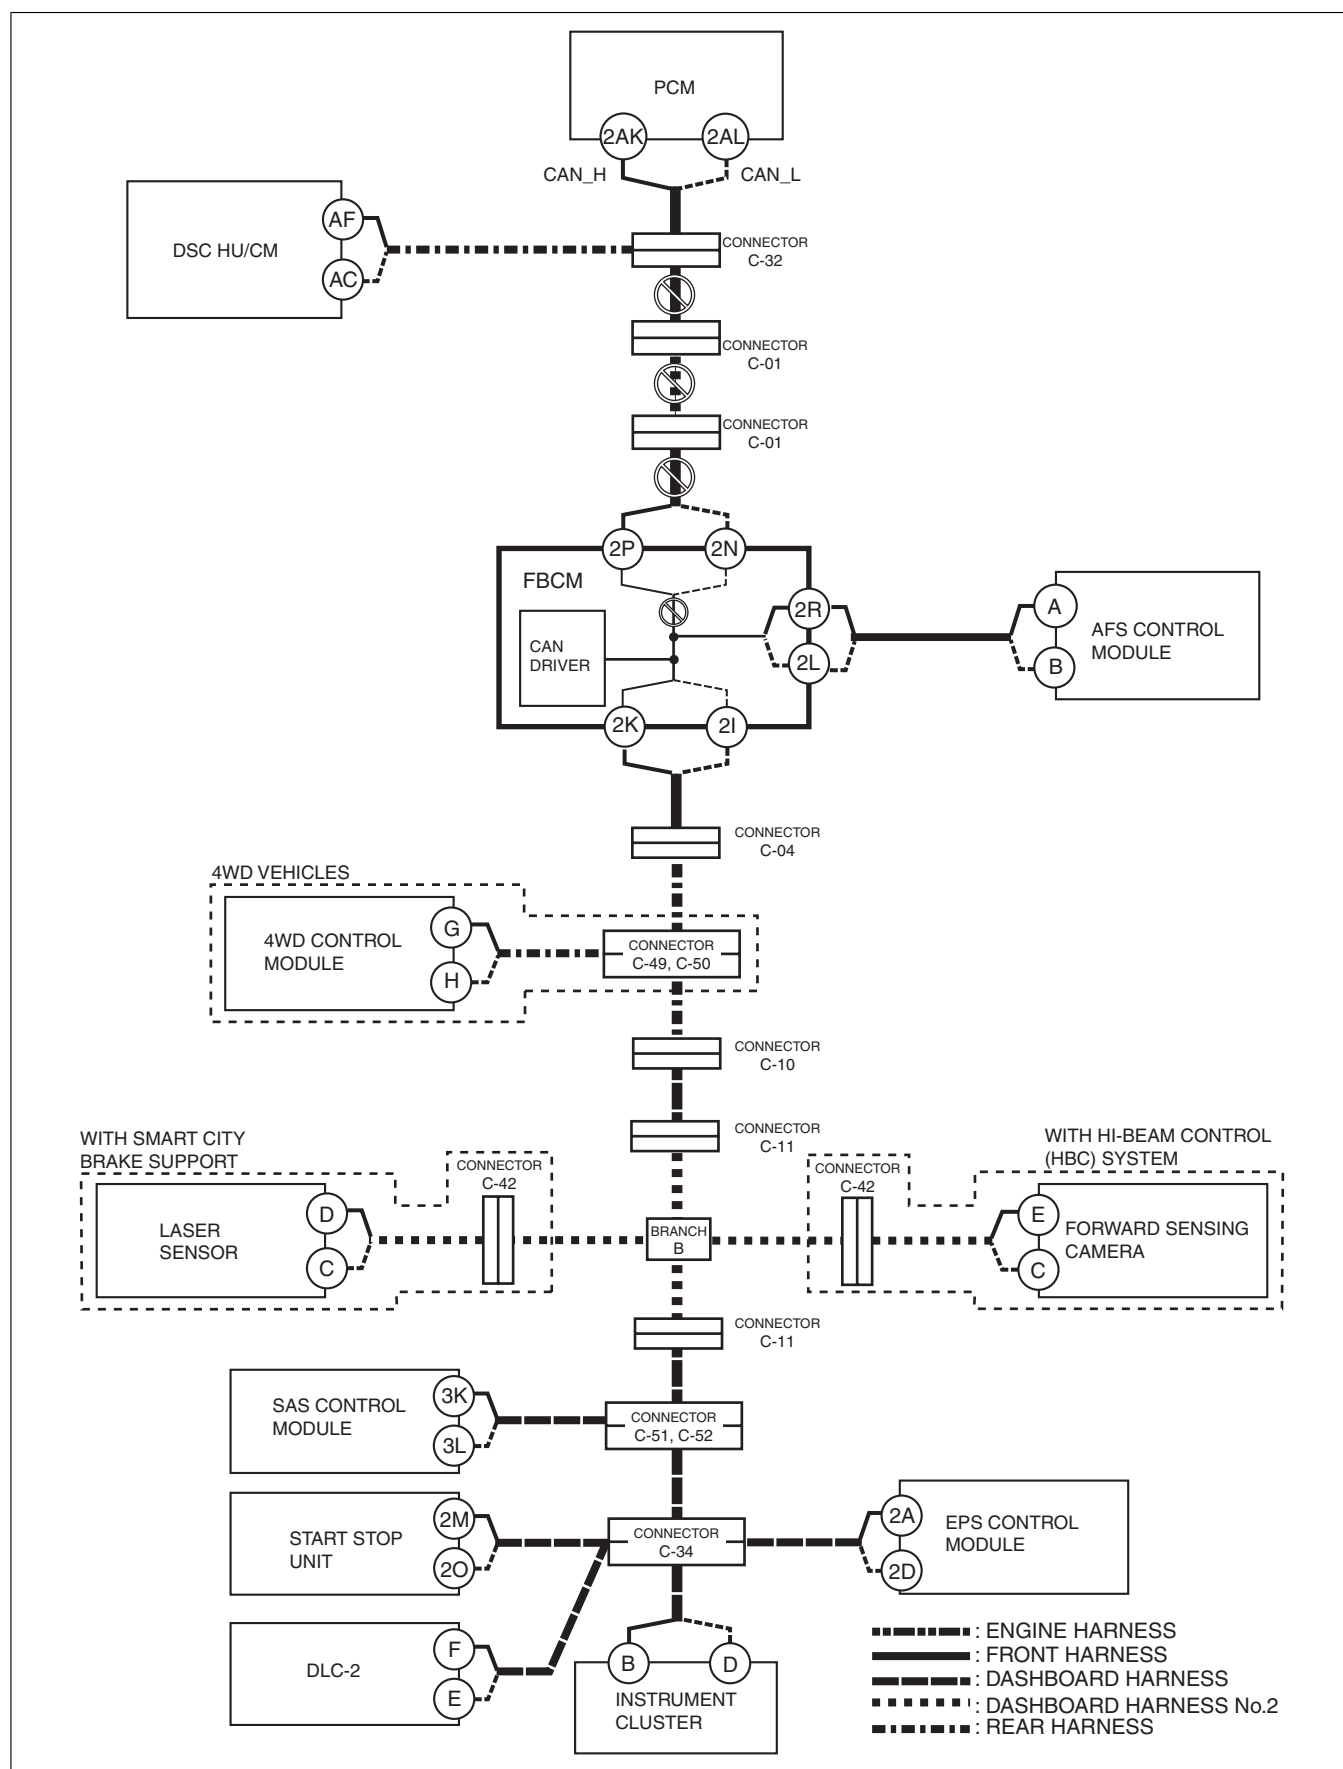 PCM
2AK
2AL
CAN_H
CAN_L
DSC HU/CM
AF
AC
CONNECTOR
C-32
CONNECTOR
C-01
CONNECTOR
C-01
2P
2N
FBCM
CAN
DRIVER
2R
2L
A
B
AFS CONTROL
MODULE
2K
2I
CONNECTOR
C-04
4WD VEHICLES
4WD CONTROL
MODULE
G
H
CONNECTOR
C-49, C-50
CONNECTOR
C-10
CONNECTOR
C-11
WITH SMART CITY
BRAKE SUPPORT
CONNECTOR
C-42
LASER
SENSOR
D
C
BRANCH
B
WITH HI-BEAM CONTROL
(HBC) SYSTEM
CONNECTOR
C-42
E
C
FORWARD SENSING
CAMERA
CONNECTOR
C-11
SAS CONTROL
MODULE
3K
3L
CONNECTOR
C-51, C-52
START STOP
UNIT
2M
2O
CONNECTOR
C-34
2A
2D
EPS CONTROL
MODULE
DLC-2
F
E
B
D
INSTRUMENT
CLUSTER
: ENGINE HARNESS
: FRONT HARNESS
: DASHBOARD HARNESS
: DASHBOARD HARNESS No.2
: REAR HARNESS